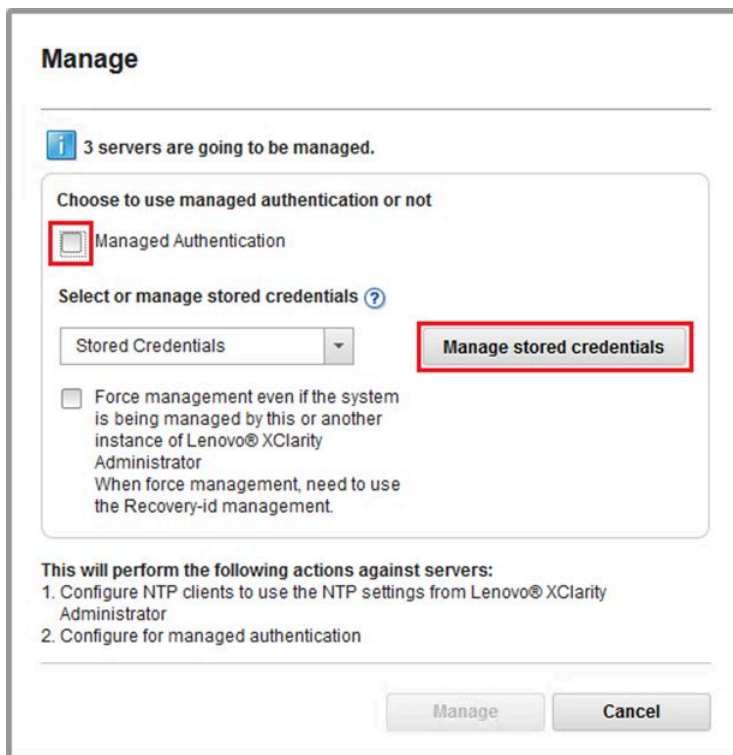 Manage
3 servers are going to be managed.
Choose to use managed authentication or not
Managed Authentication
Select or manage stored credentials ?
Stored Credentials
Manage stored credentials
Force management even if the system
is being managed by this or another
instance of Lenovo® XClarity
Administrator
When force management, need to use
the Recovery-id management.
This will perform the following actions against servers:
1. Configure NTP clients to use the NTP settings from Lenovo® XClarity
Administrator
2. Configure for managed authentication
Manage
Cancel